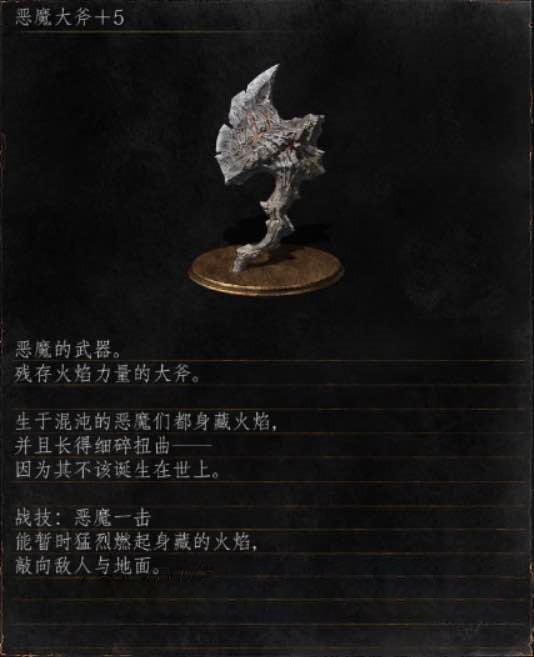 恶魔大斧＋5
恶魔的武器。
残存火焰力量的大斧。
生于混沌的恶魔们都身藏火焰，
并且长得细碎扭曲——
因为其不该诞生在世上。
战技：恶魔一击
能暂时猛烈燃起身藏的火焰，
敲向敌人与地面。